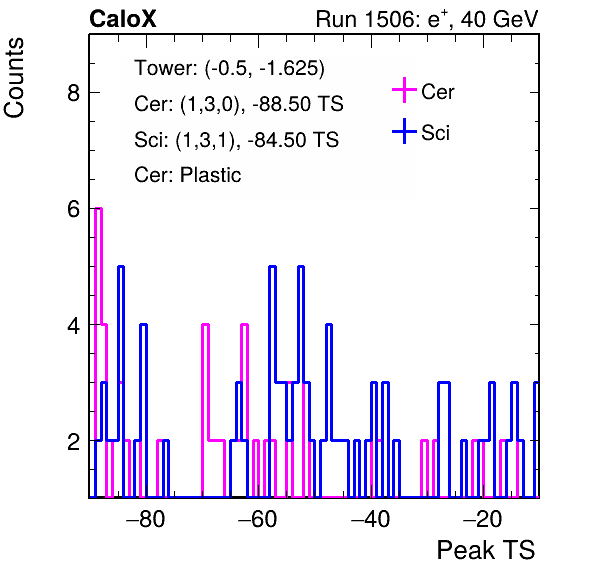 CaloX Run 1506: e⁺, 40 GeV
Counts
Tower: (-0.5, -1.625)
Cer: (1,3,0), -88.50 TS
Sci: (1,3,1), -84.50 TS
Cer: Plastic
Cer
Sci
8
6
4
2
−80 −60 −40 −20
Peak TS